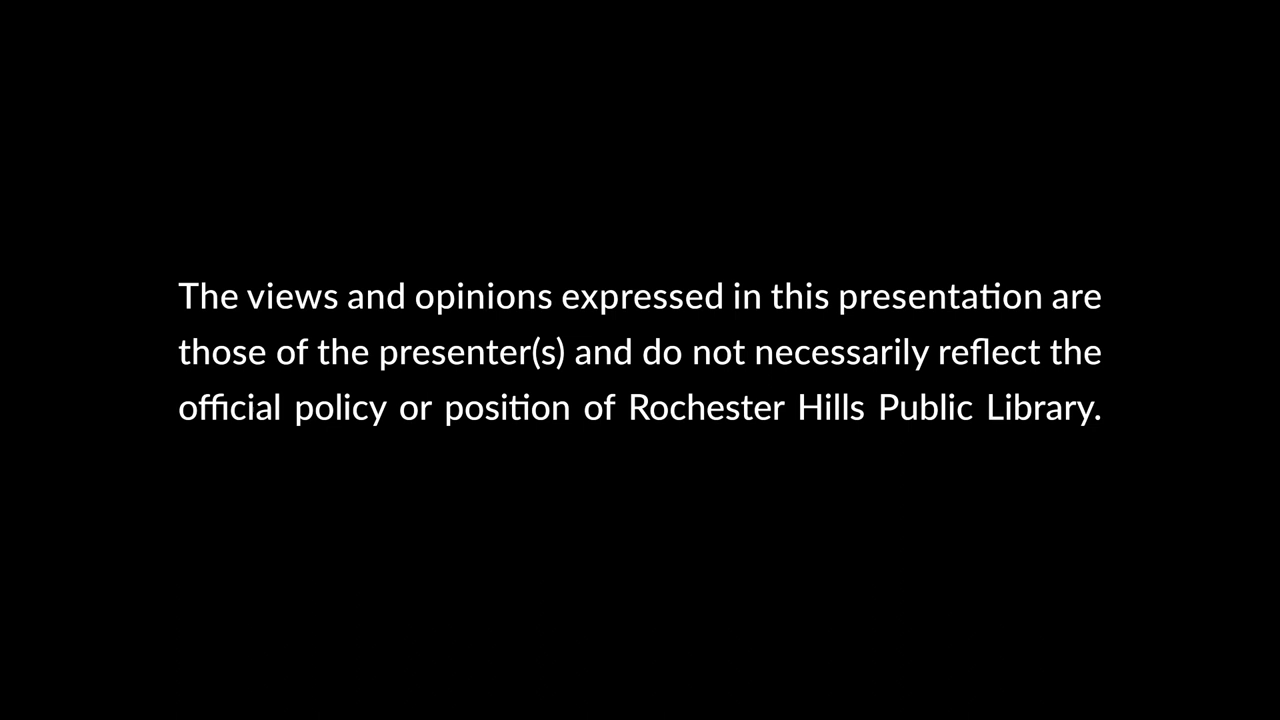 The views and opinions expressed in this presentation are
those of the presenter(s) and do not necessarily reflect the
official policy or position of Rochester Hills Public Library.